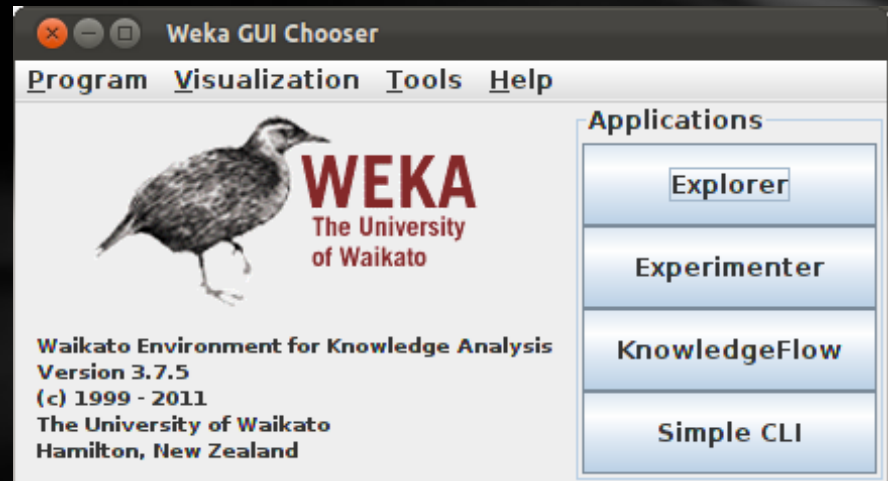 Weka GUI Chooser
Program Visualization Tools Help
WEKA
The University
of Waikato
Waikato Environment for Knowledge Analysis
Version 3.7.5
(c) 1999 - 2011
The University of Waikato
Hamilton, New Zealand
Applications
Explorer
Experimenter
KnowledgeFlow
Simple CLI